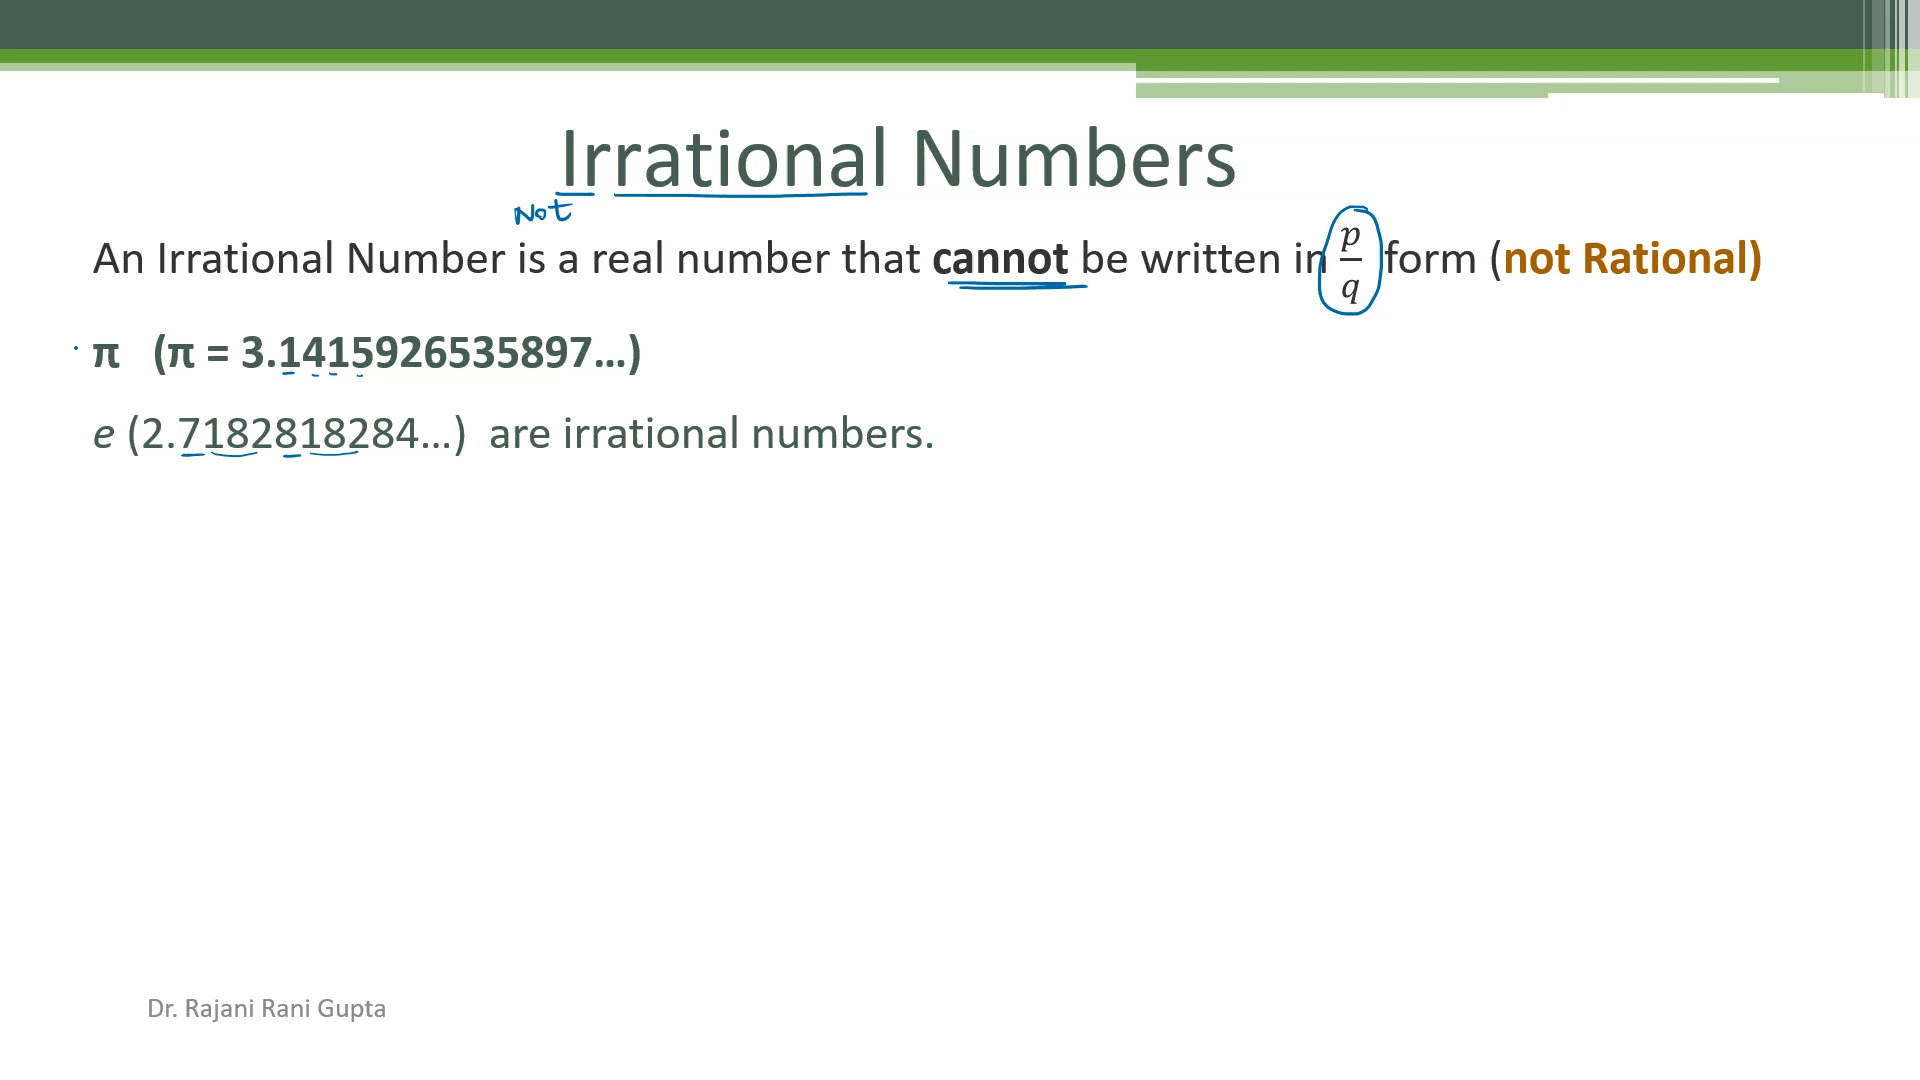 Irrational Numbers
Not
An Irrational Number is a real number that cannot be written in p/q form (not Rational)
π (π = 3.1415926535897...)
e (2.7182818284...) are irrational numbers.
Dr. Rajani Rani Gupta